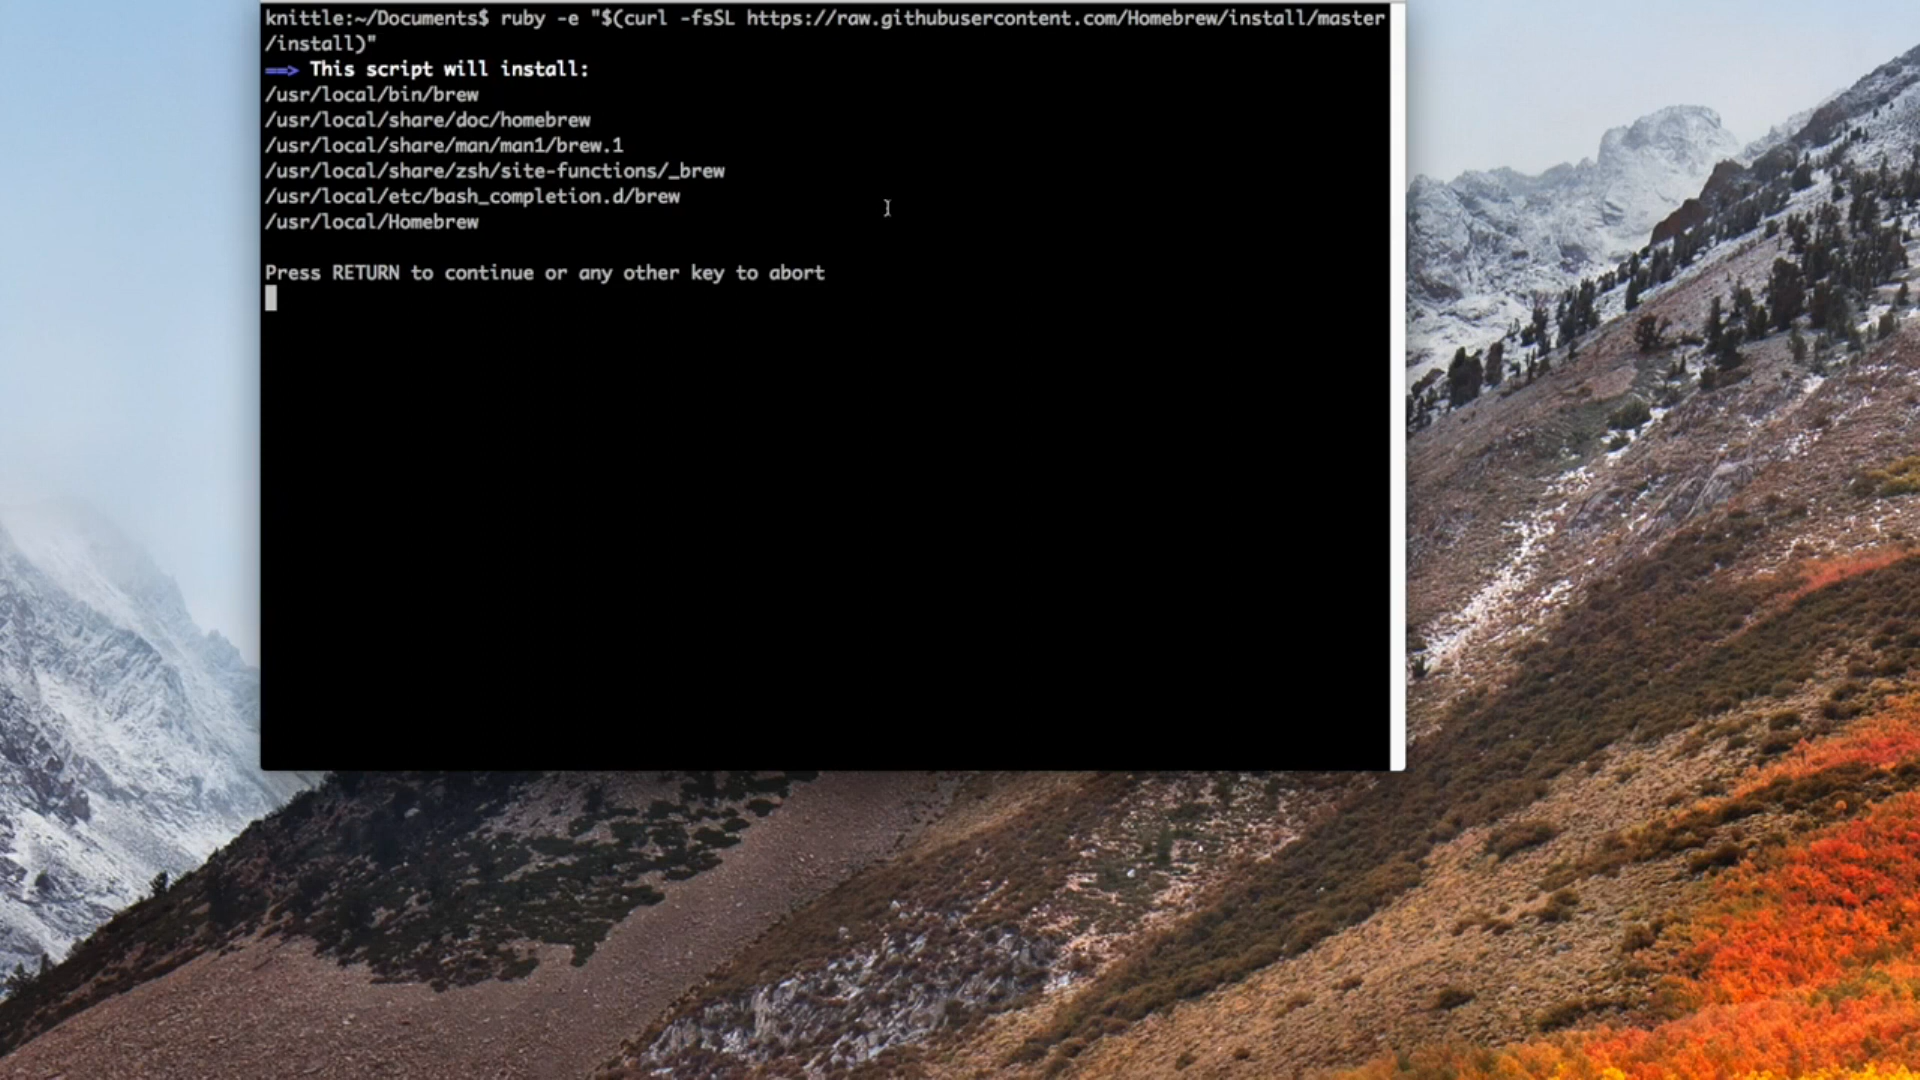 knittle:~/Documents$ ruby -e "$(curl -fsSL https://raw.githubusercontent.com/Homebrew/install/master
/install)"
==> This script will install:
/usr/local/bin/brew
/usr/local/share/doc/homebrew
/usr/local/share/man/man1/brew.1
/usr/local/share/zsh/site-functions/_brew
/usr/local/etc/bash_completion.d/brew
/usr/local/Homebrew
Press RETURN to continue or any other key to abort